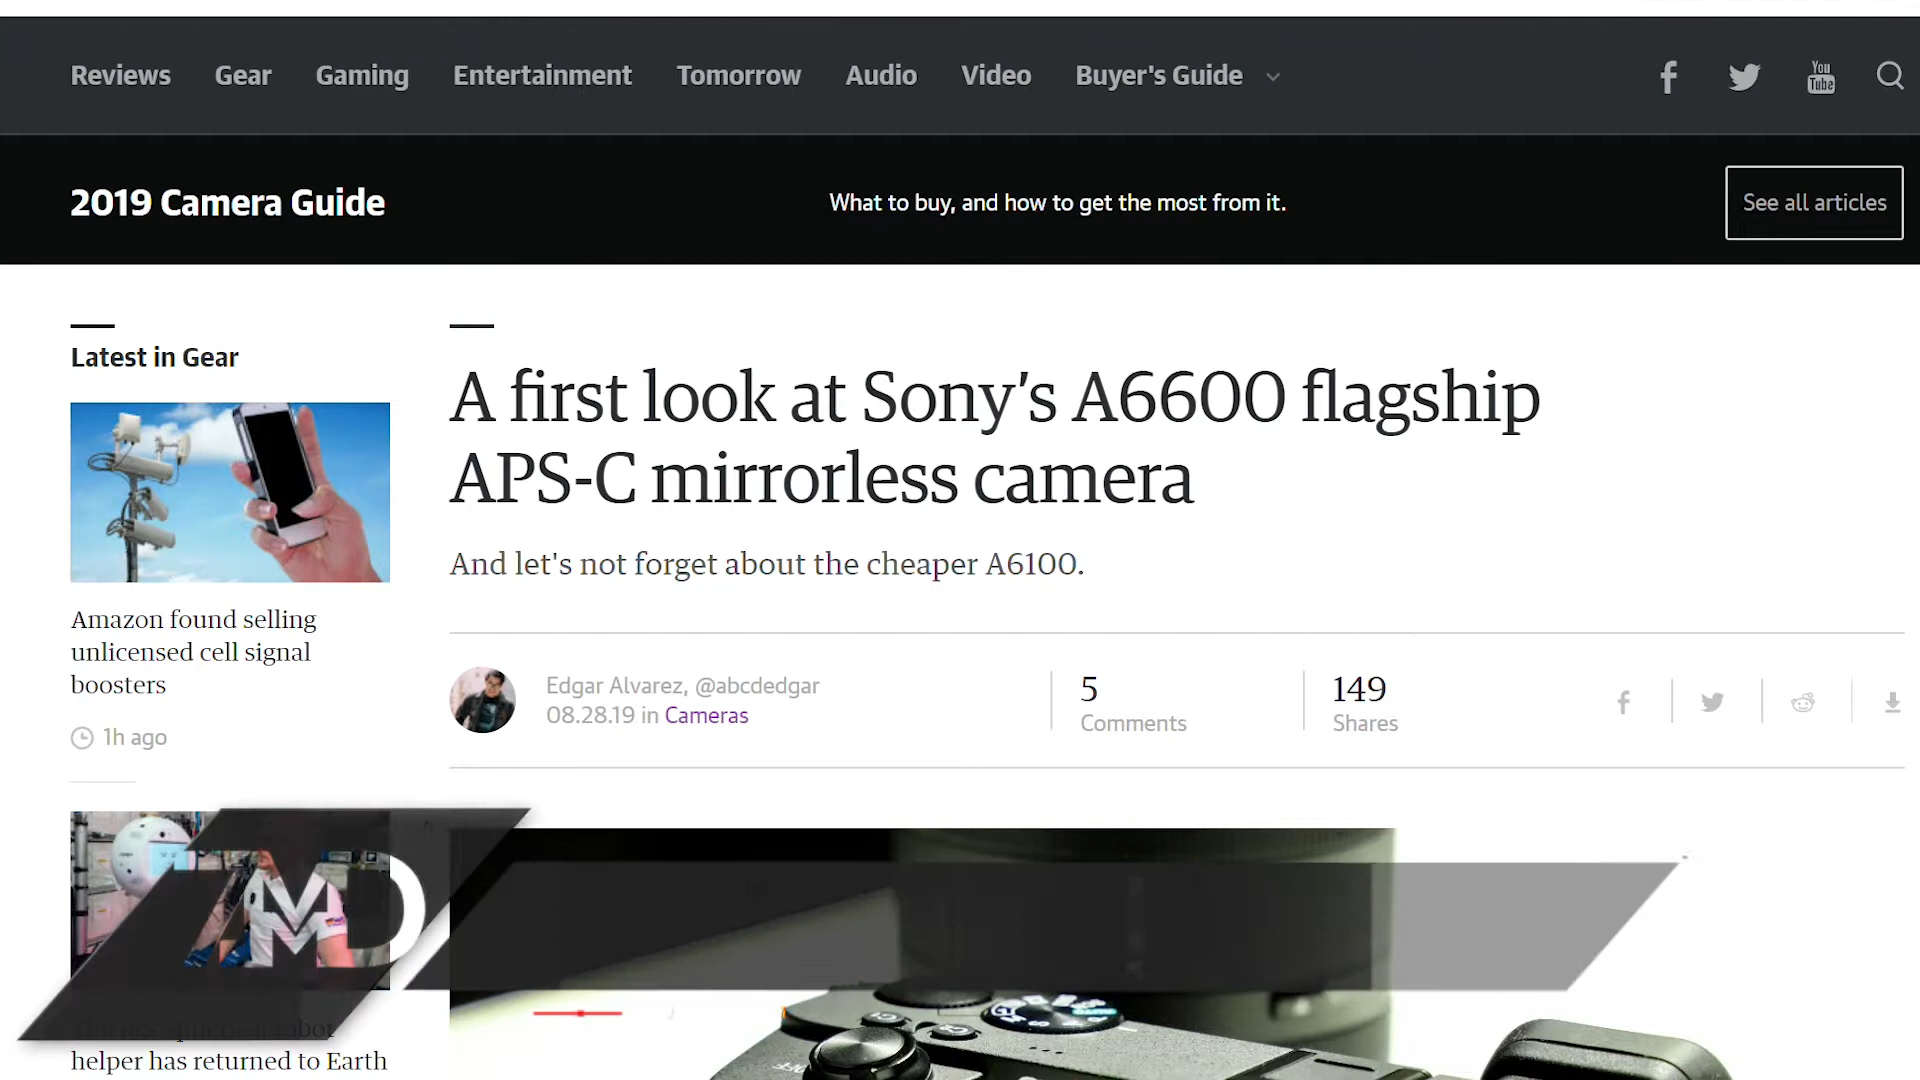 Reviews Gear Gaming Entertainment Tomorrow Audio Video Buyer's Guide
You
Tube
2019 Camera Guide
What to buy, and how to get the most from it.
See all articles
Latest in Gear
Amazon found selling
unlicensed cell signal
boosters
1h ago
helper has returned to Earth
A first look at Sony’s A6600 flagship
APS-C mirrorless camera
And let's not forget about the cheaper A6100.
Edgar Alvarez, @abcdedgar
08.28.19 in Cameras
5
Comments
149
Shares